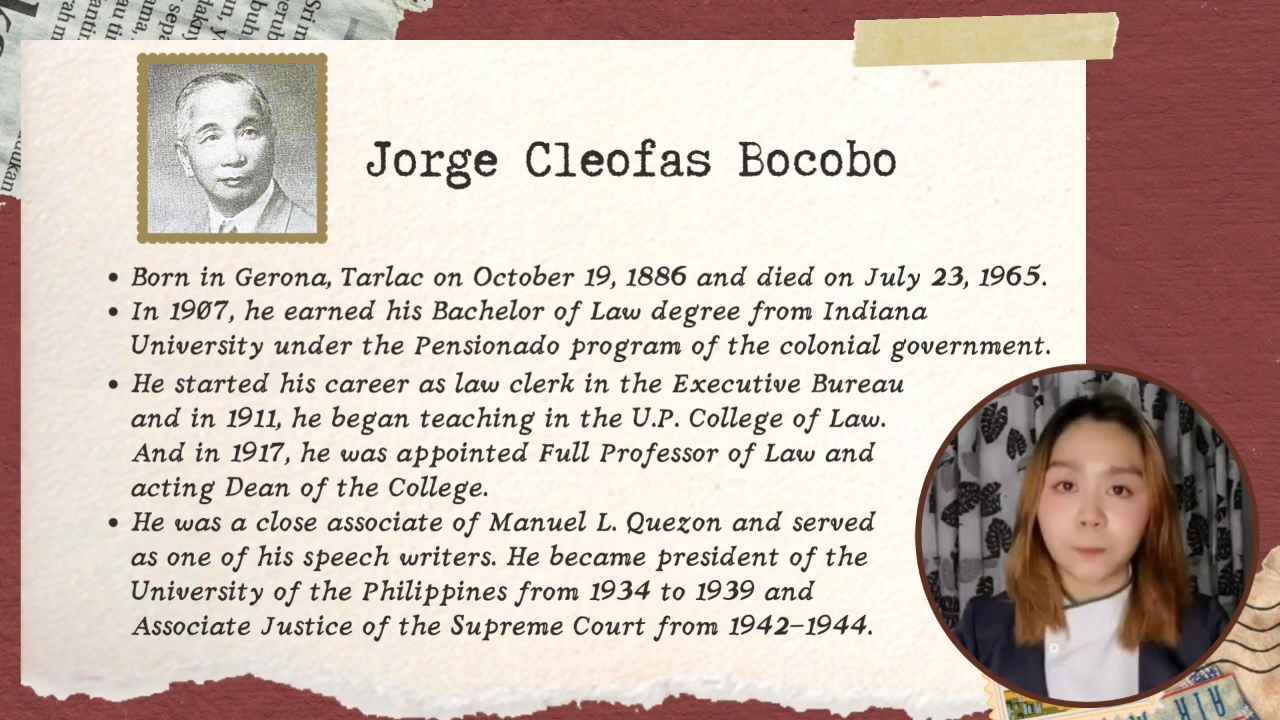 Jorge Cleofas Bocobo
• Born in Gerona, Tarlac on October 19, 1886 and died on July 23, 1965.
• In 1907, he earned his Bachelor of Law degree from Indiana
University under the Pensionado program of the colonial government.
• He started his career as law clerk in the Executive Bureau
and in 1911, he began teaching in the U.P. College of Law.
And in 1917, he was appointed Full Professor of Law and
acting Dean of the College.
• He was a close associate of Manuel L. Quezon and served
as one of his speech writers. He became president of the
University of the Philippines from 1934 to 1939 and
Associate Justice of the Supreme Court from 1942–1944.
AIR